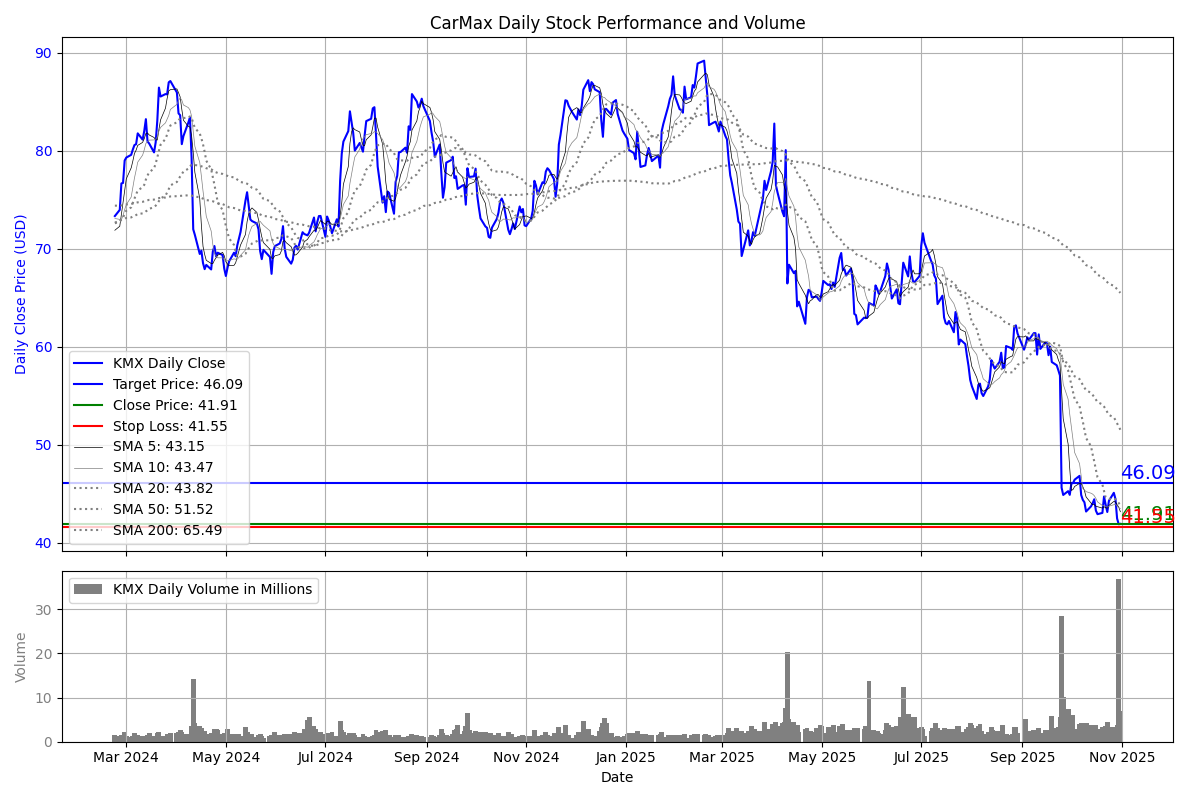 CarMax Daily Stock Performance and Volume
Daily Close Price (USD)
90
80
70
60
50
40
KMX Daily Close
Target Price: 46.09
Close Price: 41.91
Stop Loss: 41.55
SMA 5: 43.15
SMA 10: 43.47
SMA 20: 43.82
SMA 50: 51.52
SMA 200: 65.49
46.09
41.91
41.55
KMX Daily Volume in Millions
Volume
30
20
10
0
Mar 2024 May 2024 Jul 2024 Sep 2024 Nov 2024 Jan 2025 Mar 2025 May 2025 Jul 2025 Sep 2025 Nov 2025
Date